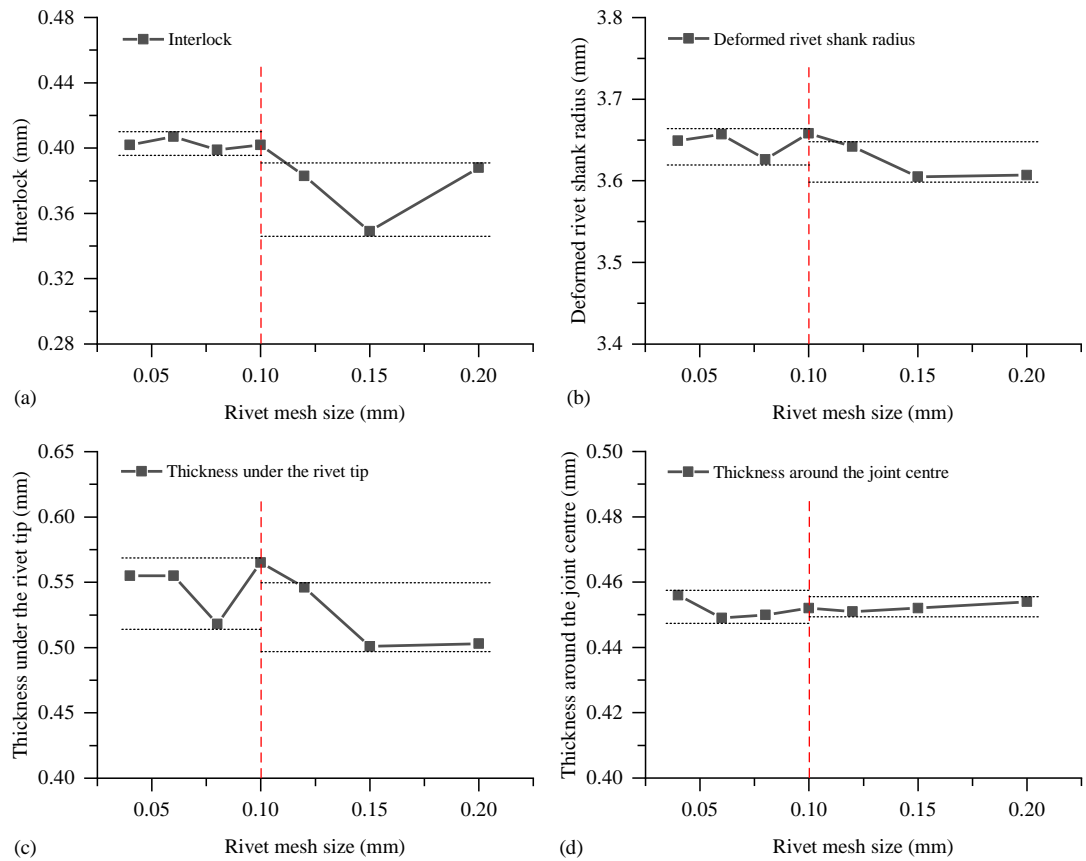 0.48
0.44
0.40
0.36
0.32
0.28
Interlock (mm)
Interlock
0.05 0.10 0.15 0.20
(a)
Rivet mesh size (mm)
3.8
3.7
3.6
3.5
3.4
Deformed rivet shank radius (mm)
Deformed rivet shank radius
0.05 0.10 0.15 0.20
(b)
Rivet mesh size (mm)
0.65
0.60
0.55
0.50
0.45
0.40
Thickness under the rivet tip (mm)
Thickness under the rivet tip
0.05 0.10 0.15 0.20
(c)
Rivet mesh size (mm)
0.50
0.48
0.46
0.44
0.42
0.40
Thickness around the joint centre (mm)
Thickness around the joint centre
0.05 0.10 0.15 0.20
(d)
Rivet mesh size (mm)